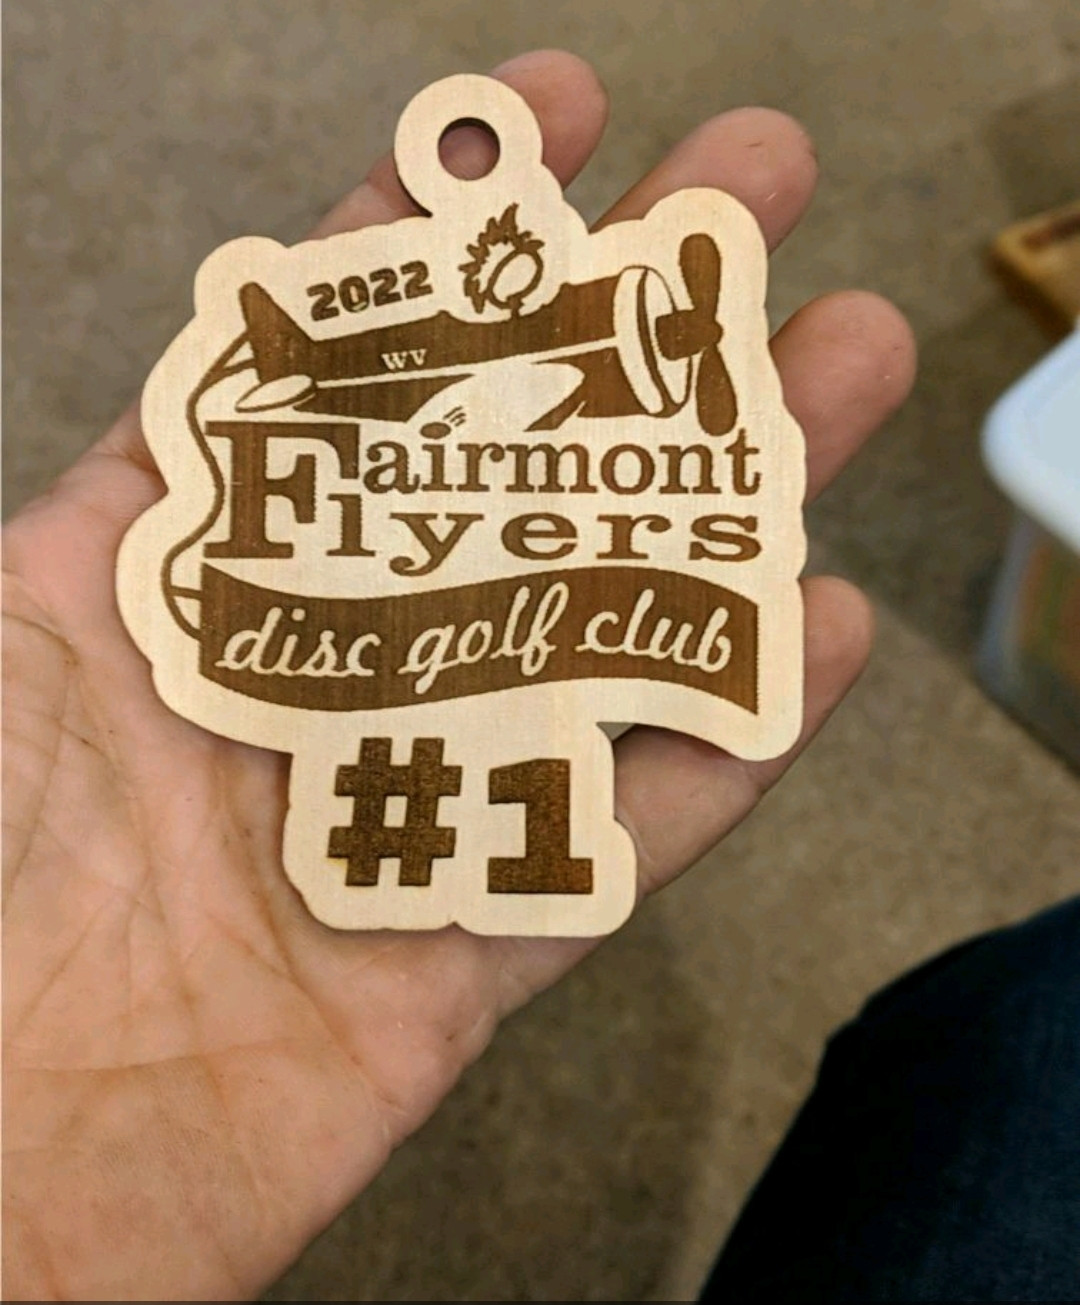 2022
WV
Fairmont
Flyers
disc golf club
#1